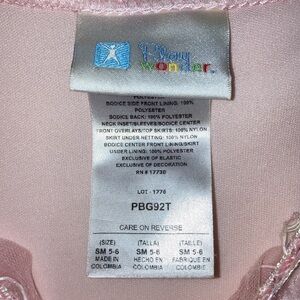 wonder
POLYESTER
BODICE SIDE FRONT LINING: 100%
POLYESTER
BODICE BACK: 100% POLYESTER
NECK INSET/SLEEVES/BODICE CENTER
FRONT OVERLAYS/TOP SKIRTS: 100% NYLON
SKIRT UNDER NETTING: 100% NYLON
BODICE CENTER FRONT LINING/SKIRT
UNDER LINING: 100% POLYESTER
EXCLUSIVE OF ELASTIC
EXCLUSIVE OF DECORATION
RN # 17730
LOT - 1776
PBG92T
CARE ON REVERSE
(SIZE) (TALLA) (TAILLE)
SM 5-6 SM 5-6 SM 5-6
MADE IN HECHO EN FABRIQUE EN
COLOMBIA COLOMBIA COLOMBIE